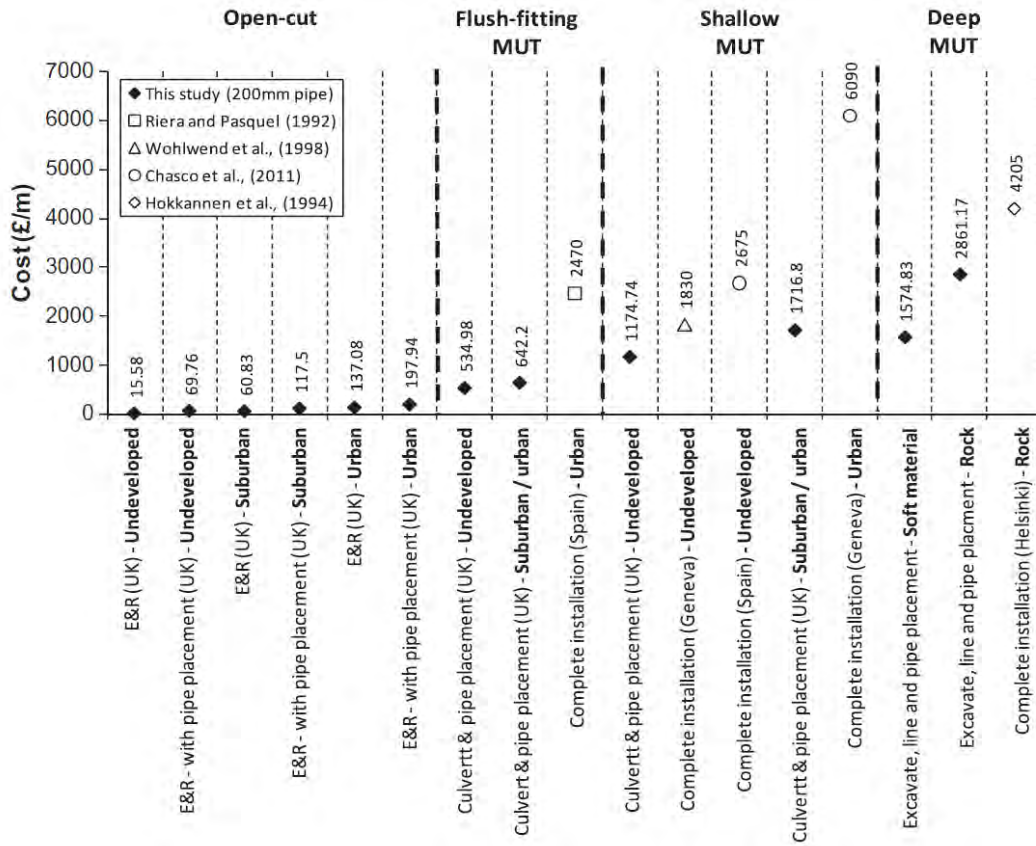 Open-cut
Flush-fitting
MUT
Shallow
MUT
Deep
MUT
Cost (£/m)
7000
6000
5000
4000
3000
2000
1000
0
This study (200mm pipe)
Riera and Pasquel (1992)
Wohlwend et al., (1998)
Chasco et al., (2011)
Hokkannen et al., (1994)
15.58
69.76
60.83
117.5
137.08
197.94
534.98
642.2
2470
1174.74
1830
2675
1716.8
6090
1574.83
2861.17
4205
E&R (UK) - Undeveloped
E&R - with pipe placement (UK) - Undeveloped
E&R (UK) - Suburban
E&R - with pipe placement (UK) - Suburban
E&R (UK) - Urban
E&R - with pipe placement (UK) - Urban
Culvertt & pipe placement (UK) - Undeveloped
Culvert & pipe placement (UK) - Suburban / urban
Complete installation (Spain) - Urban
Culvertt & pipe placement (UK) - Undeveloped
Complete installation (Geneva) - Undeveloped
Complete installation (Spain) - Undeveloped
Culvertt & pipe placement (UK) - Suburban / urban
Complete installation (Geneva) - Urban
Excavate, line and pipe placement - Soft material
Excavate, line and pipe placment - Rock
Complete installation (Helsinki) - Rock